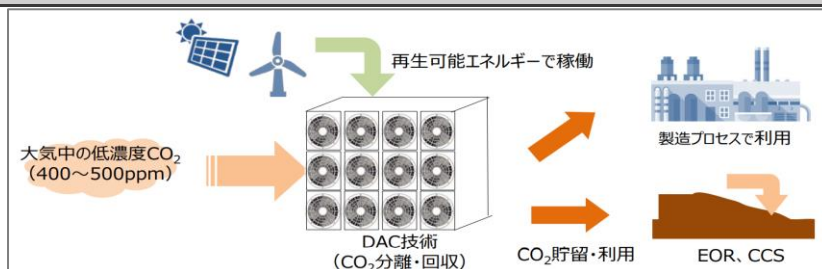 再生可能エネルギーで稼働
大気中の低濃度CO₂
(400～500ppm)
製造プロセスで利用
DAC技術
(CO₂分離・回収)
CO₂貯留・利用
EOR、CCS